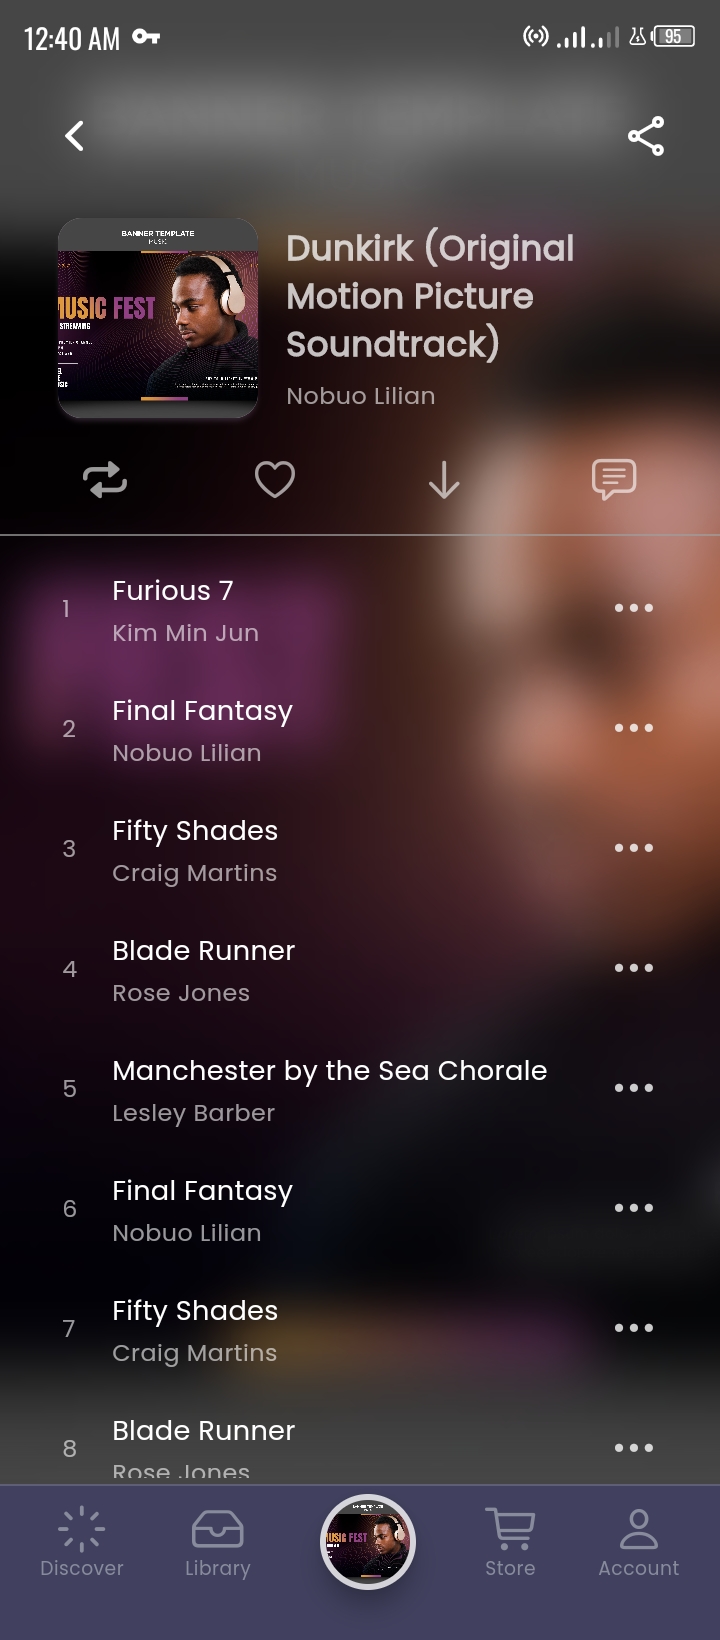 12:40 AM
95
BANNER TEMPLATE
MUSIC
MUSIC FEST
STREAMING
Dunkirk (Original
Motion Picture
Soundtrack)
Nobuo Lilian
1
Furious 7
Kim Min Jun
2
Final Fantasy
Nobuo Lilian
3
Fifty Shades
Craig Martins
4
Blade Runner
Rose Jones
5
Manchester by the Sea Chorale
Lesley Barber
6
Final Fantasy
Nobuo Lilian
7
Fifty Shades
Craig Martins
8
Blade Runner
Rose Jones
MUSIC FEST
Discover
Library
Store
Account